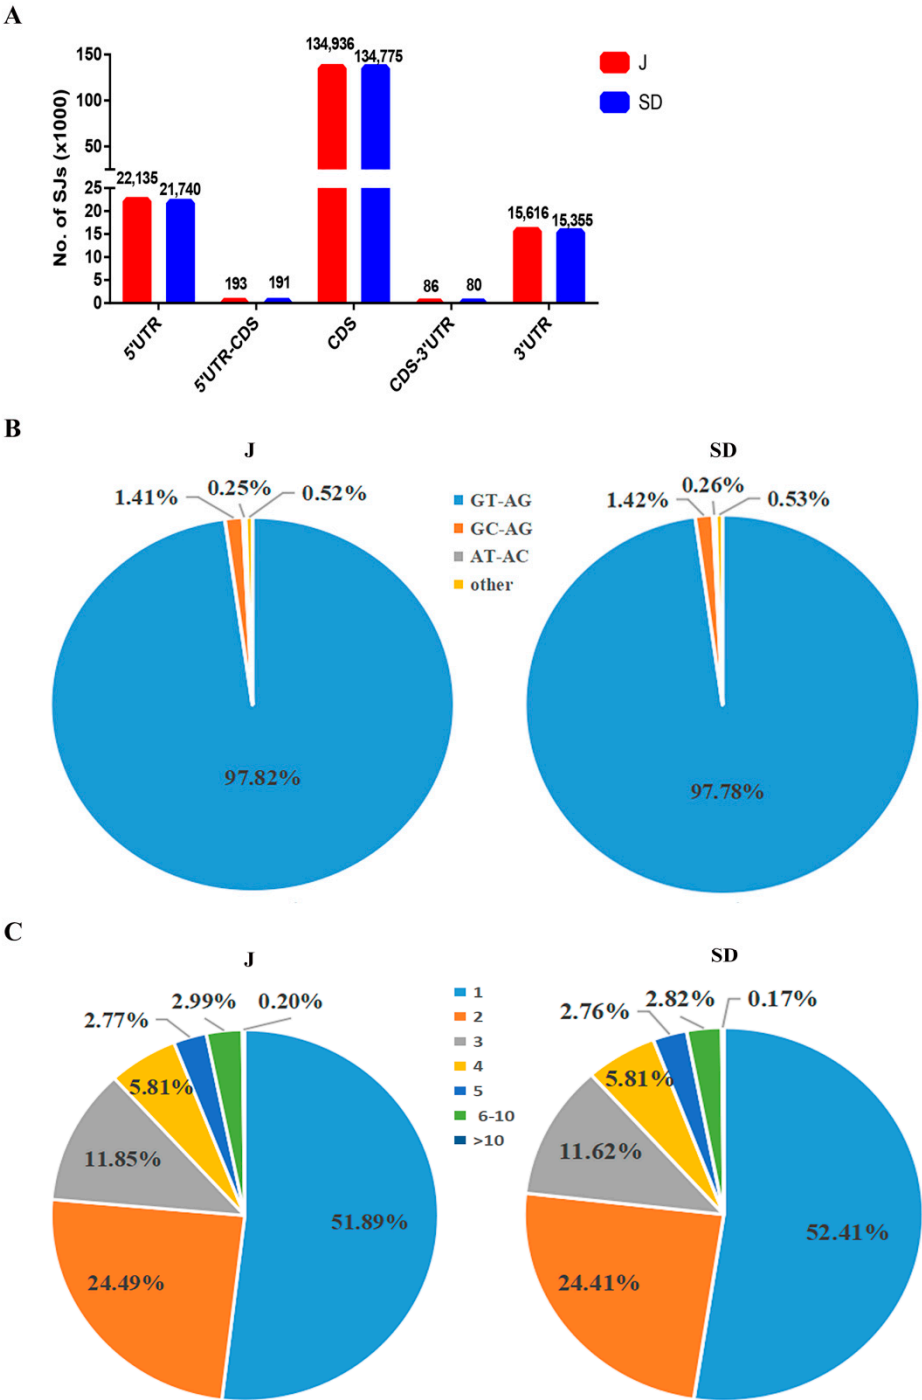 A
No. of SJs (x1000)
150
100
50
25
20
15
10
5
0
22,135
21,740
193
191
134,936
134,775
86
80
15,616
15,355
5'UTR
5'UTR-CDS
CDS
CDS-3'UTR
3'UTR
J
SD
B
J
SD
1.41%
0.25%
0.52%
97.82%
GT-AG
GC-AG
AT-AC
other
1.42%
0.26%
0.53%
97.78%
C
J
SD
2.77%
2.99%
0.20%
5.81%
11.85%
24.49%
51.89%
1
2
3
4
5
6-10
>10
2.76%
2.82%
0.17%
5.81%
11.62%
24.41%
52.41%